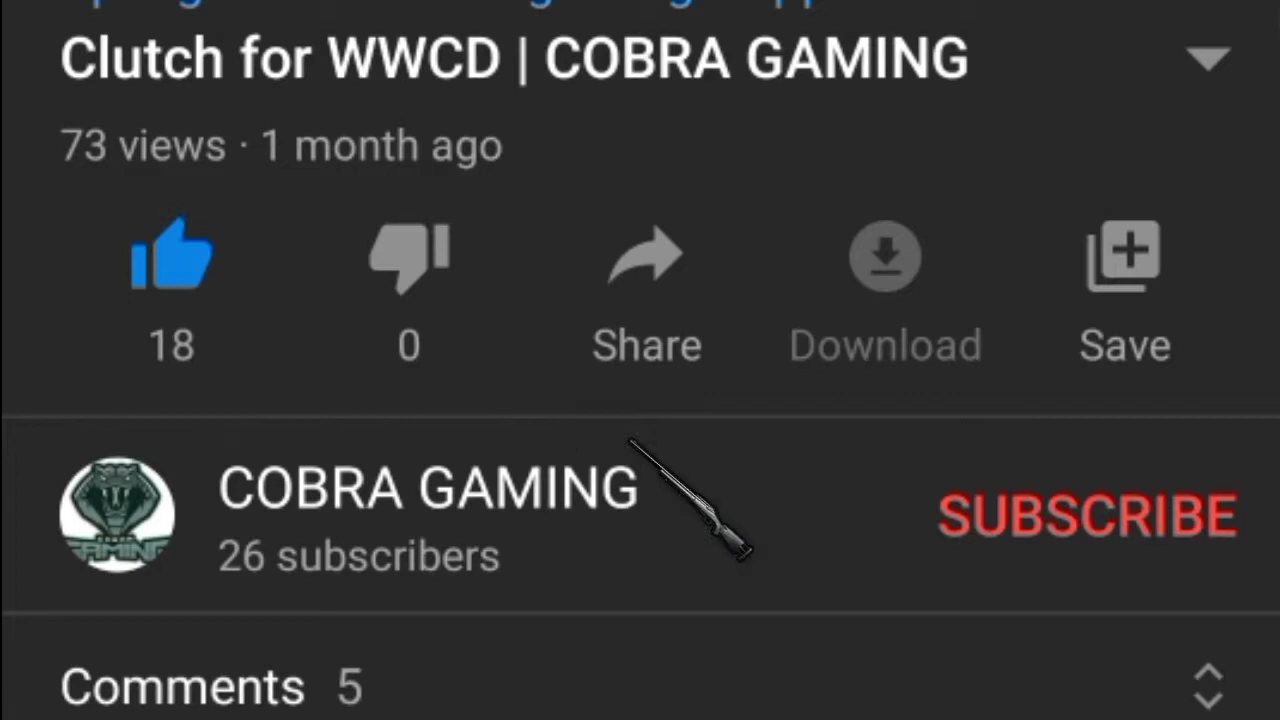 Clutch for WWCD | COBRA GAMING
73 views · 1 month ago
18 0 Share Download Save
COBRA GAMING
26 subscribers
SUBSCRIBE
Comments 5